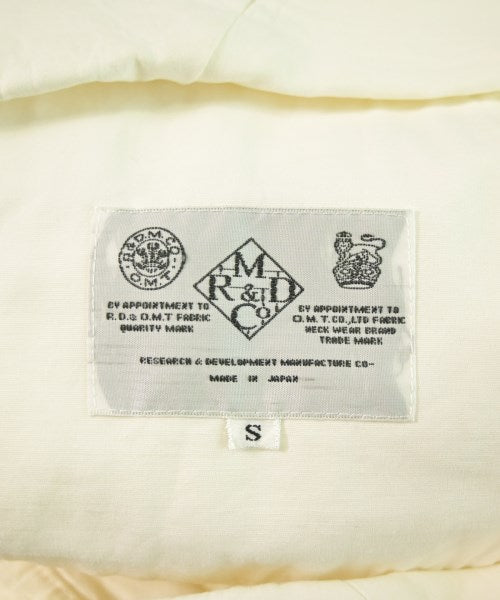 R&D.M.CO
O.M.T.
M
R & D
Co
BY APPOINTMENT TO
R.D.& O.M.T FABRIC
QUARITY MARK
BY APPOINTMENT TO
O.M.T.CO.,LTD FABRIC
NECK WEAR BRAND
TRADE MARK
RESEARCH & DEVELOPMENT MANUFACTURE CO-
MADE IN JAPAN
S